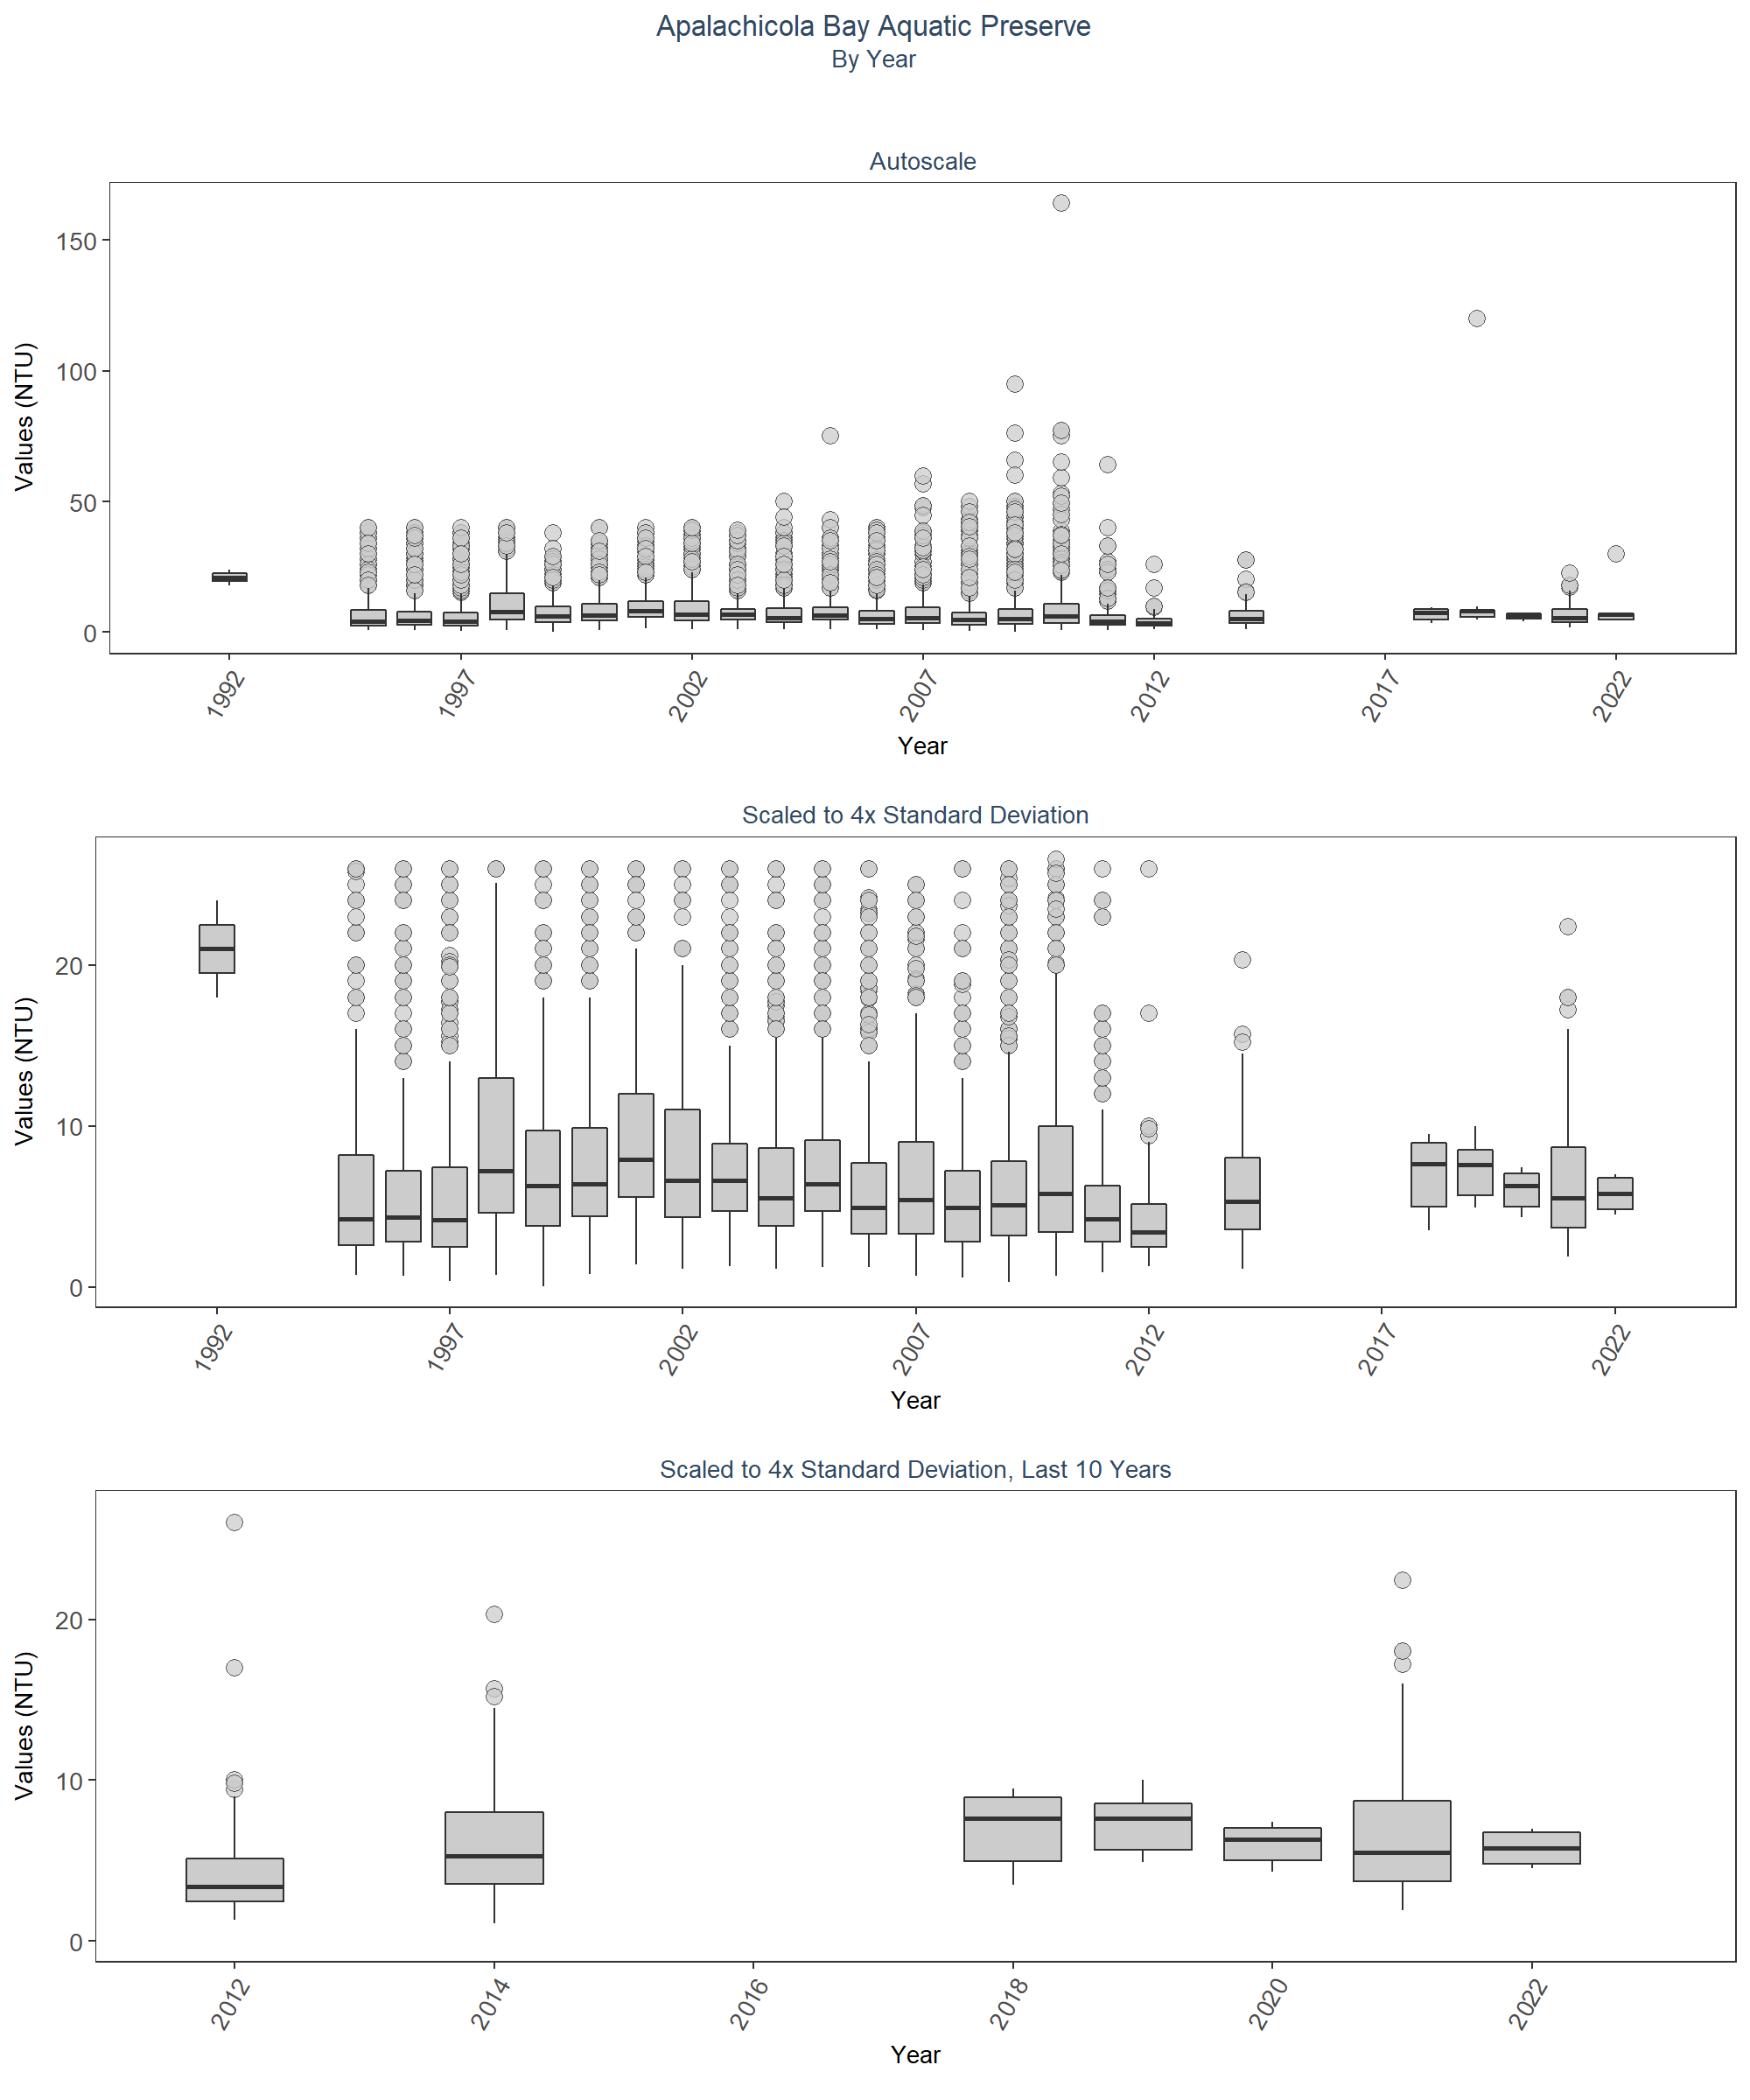 Apalachicola Bay Aquatic Preserve
By Year
Autoscale
Values (NTU)
150
100
50
0
1992
1997
2002
2007
2012
2017
2022
Year
Scaled to 4x Standard Deviation
Values (NTU)
20
10
0
1992
1997
2002
2007
2012
2017
2022
Year
Scaled to 4x Standard Deviation, Last 10 Years
Values (NTU)
20
10
0
2012
2014
2016
2018
2020
2022
Year